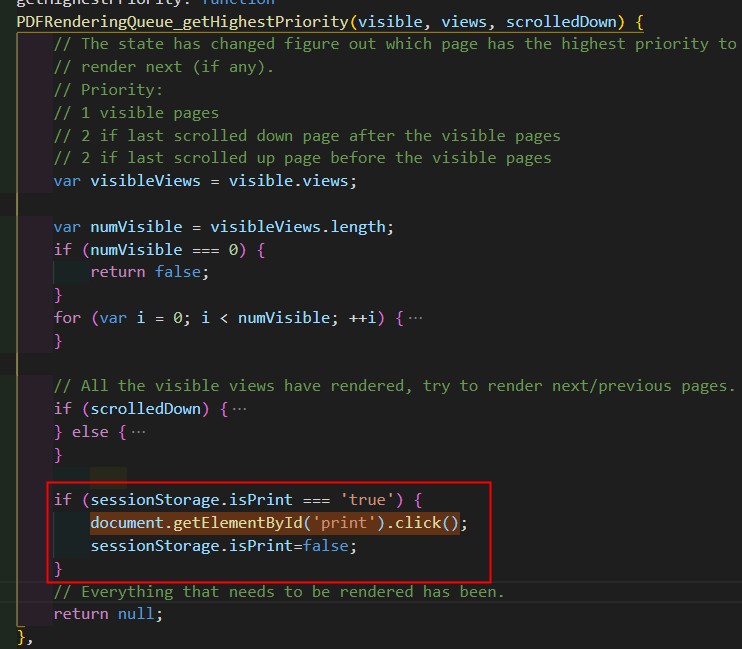 getHighestPriority: function
PDFRenderingQueue_getHighestPriority(visible, views, scrolledDown) {
// The state has changed figure out which page has the highest priority to
// render next (if any).
// Priority:
// 1 visible pages
// 2 if last scrolled down page after the visible pages
// 2 if last scrolled up page before the visible pages
var visibleViews = visible.views;
var numVisible = visibleViews.length;
if (numVisible === 0) {
return false;
}
for (var i = 0; i < numVisible; ++i) {···
}
// All the visible views have rendered, try to render next/previous pages.
if (scrolledDown) {···
} else {···
}
if (sessionStorage.isPrint === 'true') {
document.getElementById('print').click();
sessionStorage.isPrint=false;
}
// Everything that needs to be rendered has been.
return null;
},